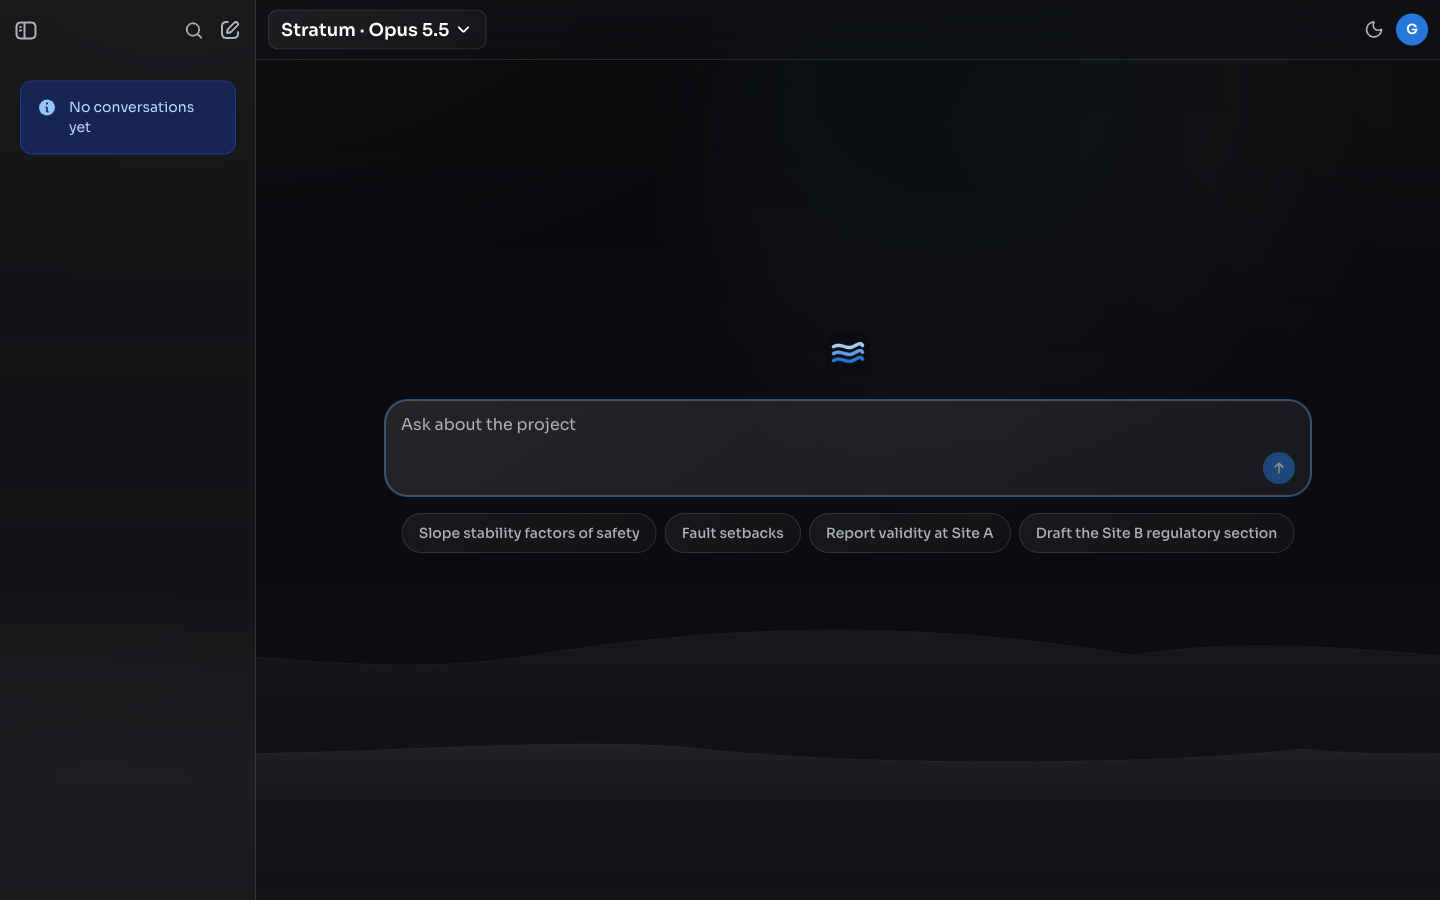 Stratum · Opus 5.5
G
No conversations
yet
Ask about the project
Slope stability factors of safety
Fault setbacks
Report validity at Site A
Draft the Site B regulatory section